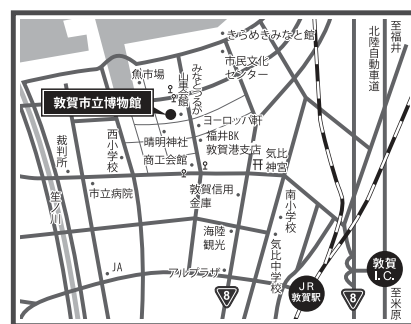 きらめきみなと館
至福井
北陸自動車道
市民文化
センター
魚市場
みなとつるが
山車会館
敦賀市立博物館
ヨーロッパ軒
福井BK
敦賀港支店
晴明神社
商工会館
気比
神宮
西小学校
裁判所
笙ノ川
市立病院
敦賀信用
金庫
南小学校
海陸
観光
気比中学校
JA
アルプラザ
8
JR
敦賀駅
8
敦賀
I.C.
至米原